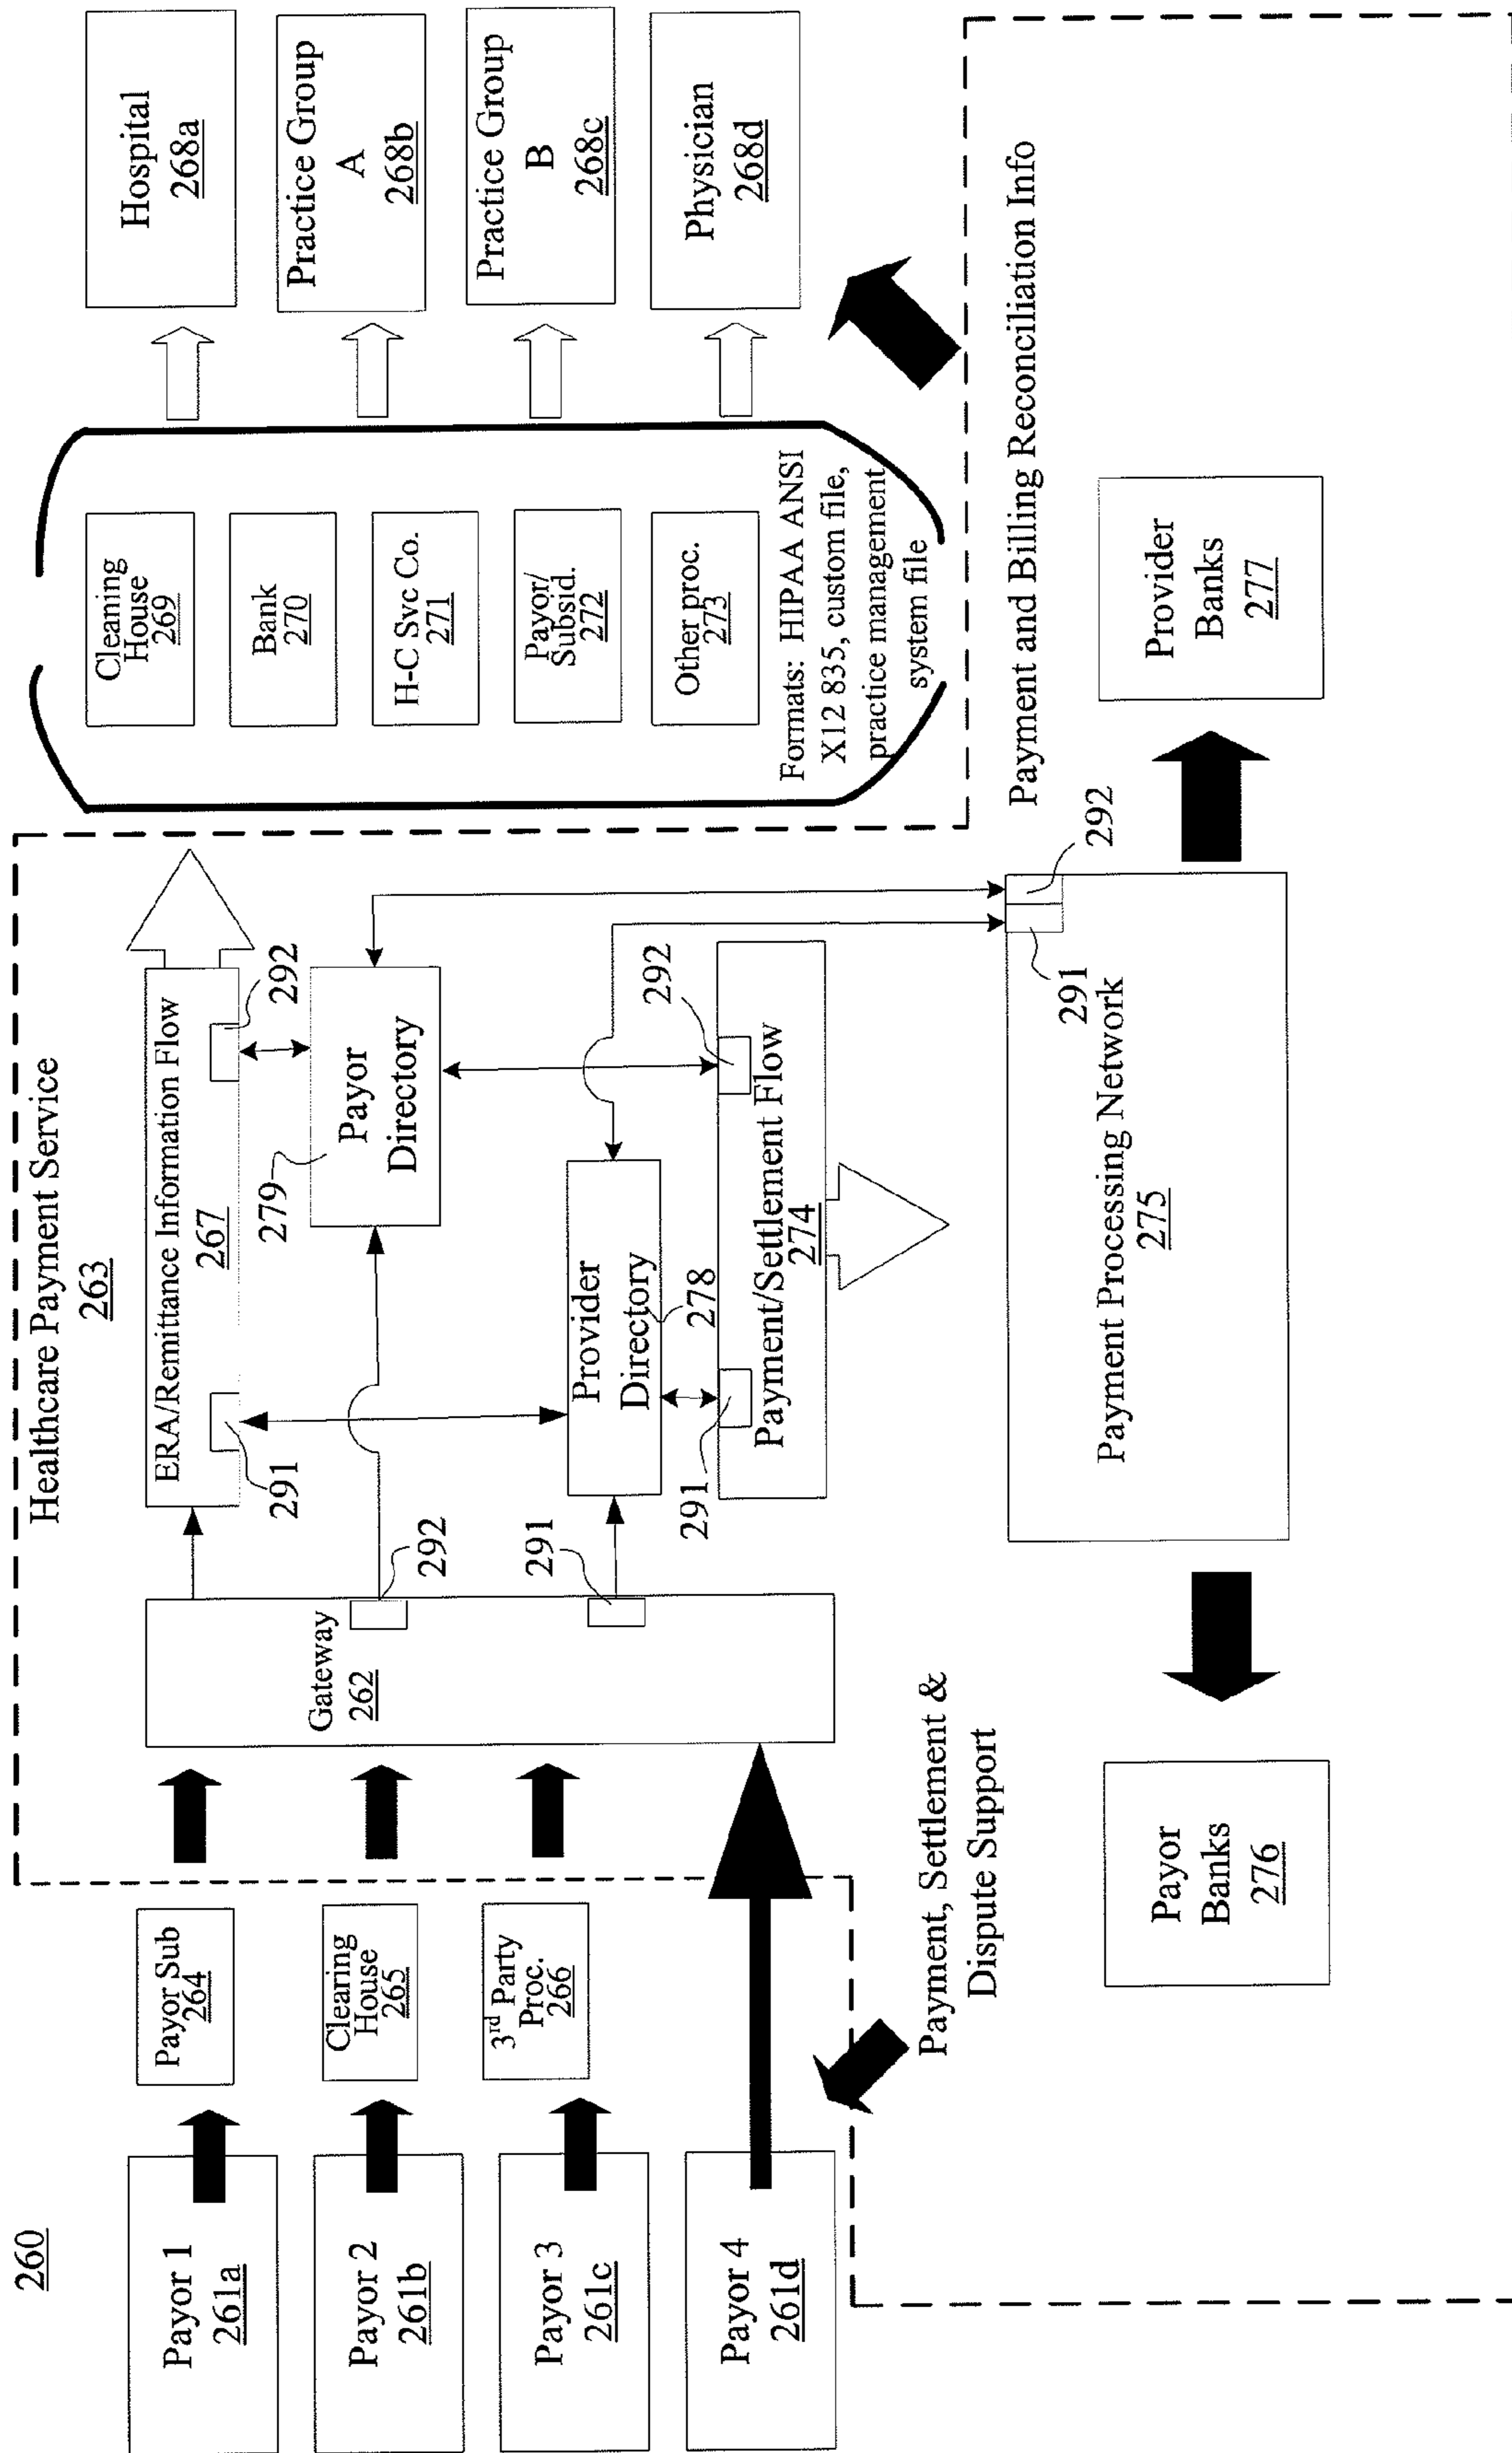 260
Payor 1
261a
Payor 2
261b
Payor 3
261c
Payor 4
261d
Payor Sub
264
Clearing
House
265
3rd Party
Proc.
266
Healthcare Payment Service
263
Gateway
262
292
291
ERA/Remittance Information Flow
267
291
292
279
Payor
Directory
Provider
Directory
278
Payment/Settlement Flow
274
291
292
Cleaning
House
269
Bank
270
H-C Svc Co.
271
Payor/
Subsid.
272
Other proc.
273
Formats: HIPAA ANSI
X12 835, custom file,
practice management
system file
Hospital
268a
Practice Group
A
268b
Practice Group
B
268c
Physician
268d
Payment, Settlement &
Dispute Support
Payment and Billing Reconciliation Info
Payor
Banks
276
Payment Processing Network
275
291
292
Provider
Banks
277